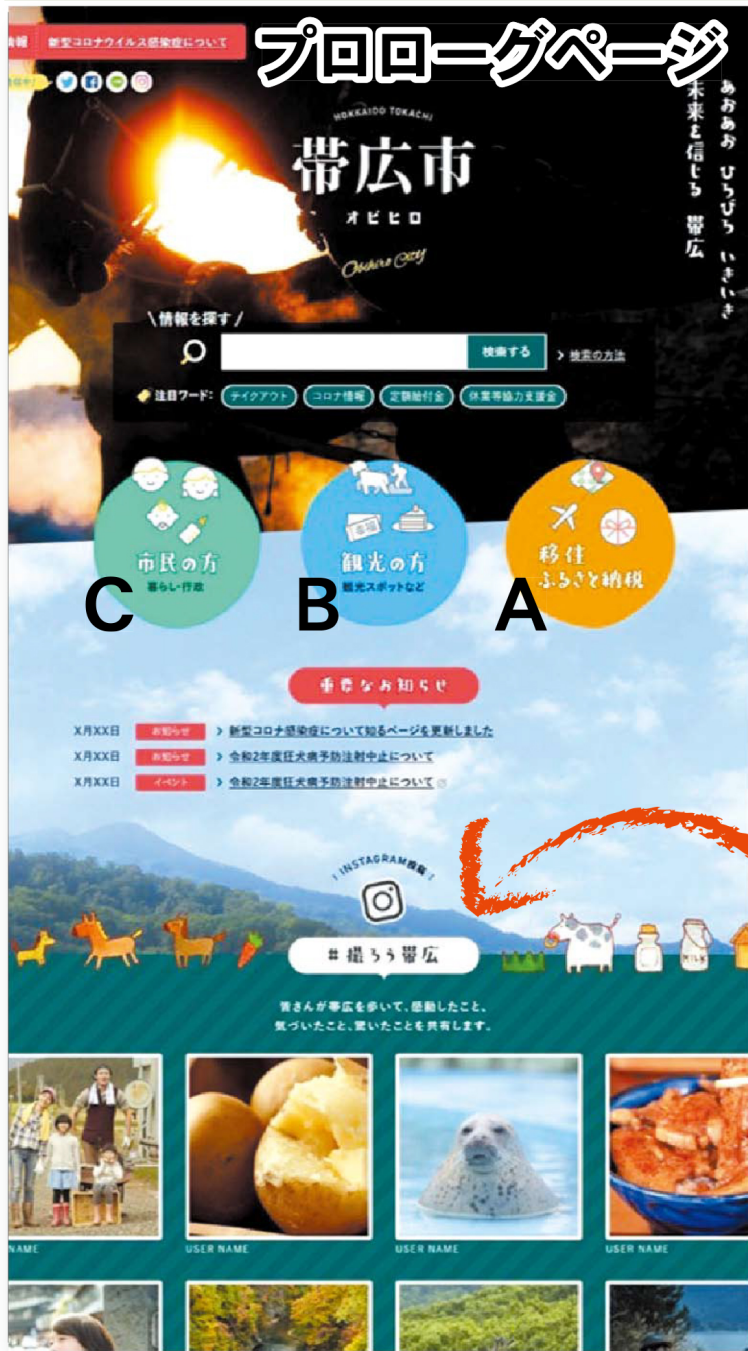 プロローグページ
新型コロナウイルス感染症について
HOKKAIDO TOKACHI
帯広市
オビヒロ
Obihiro City
あおあお ひろびろ いきいき
未来を信じる 帯広
\情報を探す/
検索する
検索の方法
注目ワード:
テイクアウト
コロナ情報
定額給付金
休業等協力支援金
市民の方
暮らし・行政
C
観光の方
観光スポットなど
B
移住
ふるさと納税
A
重要なお知らせ
X月XX日 お知らせ 新型コロナ感染症について知るページを更新しました
X月XX日 お知らせ 令和2年度狂犬病予防注射中止について
X月XX日 イベント 令和2年度狂犬病予防注射中止について
INSTAGRAM投稿
#撮ろう帯広
MILK
皆さんが帯広を歩いて、感動したこと、
気づいたこと、驚いたことを共有します。
NAME
USER NAME
USER NAME
USER NAME